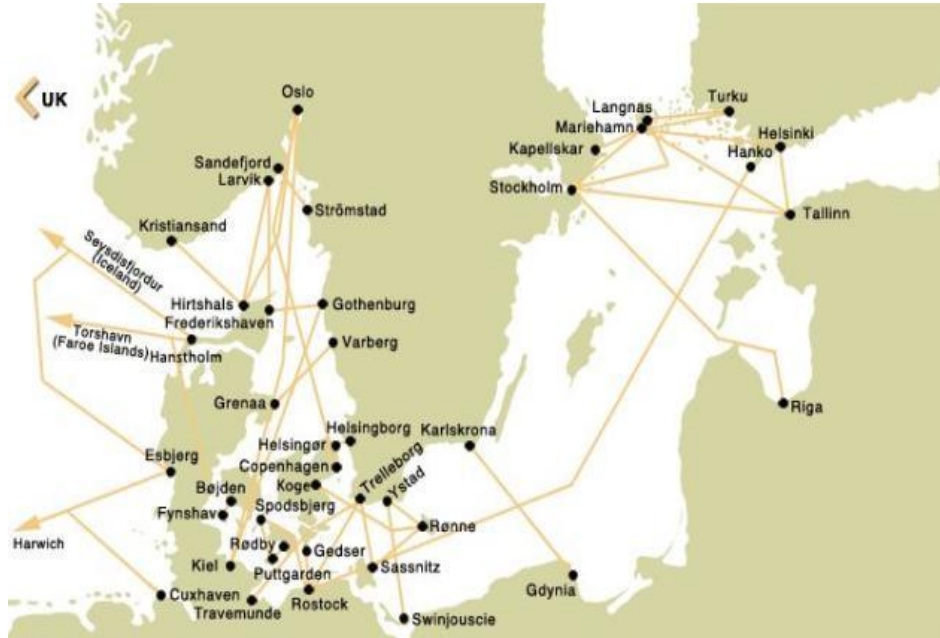 UK
Oslo
Sandefjord
Larvik
Strömstad
Kristiansand
Seysdisfjordur
(Iceland)
Torshavn
(Faroe Islands)
Hanstholm
Hirtshals
Frederikshaven
Gothenburg
Varberg
Grenaa
Helsingborg
Helsingør
Copenhagen
Koge
Trelleborg
Ystad
Karlskrona
Esbjerg
Bøjden
Fynshav
Spodsbjerg
Rønne
Harwich
Rødby
Gedser
Kiel
Puttgarden
Sassnitz
Cuxhaven
Travemunde
Rostock
Swinjouscie
Gdynia
Langnas
Mariehamn
Turku
Kapellskar
Helsinki
Hanko
Stockholm
Tallinn
Riga